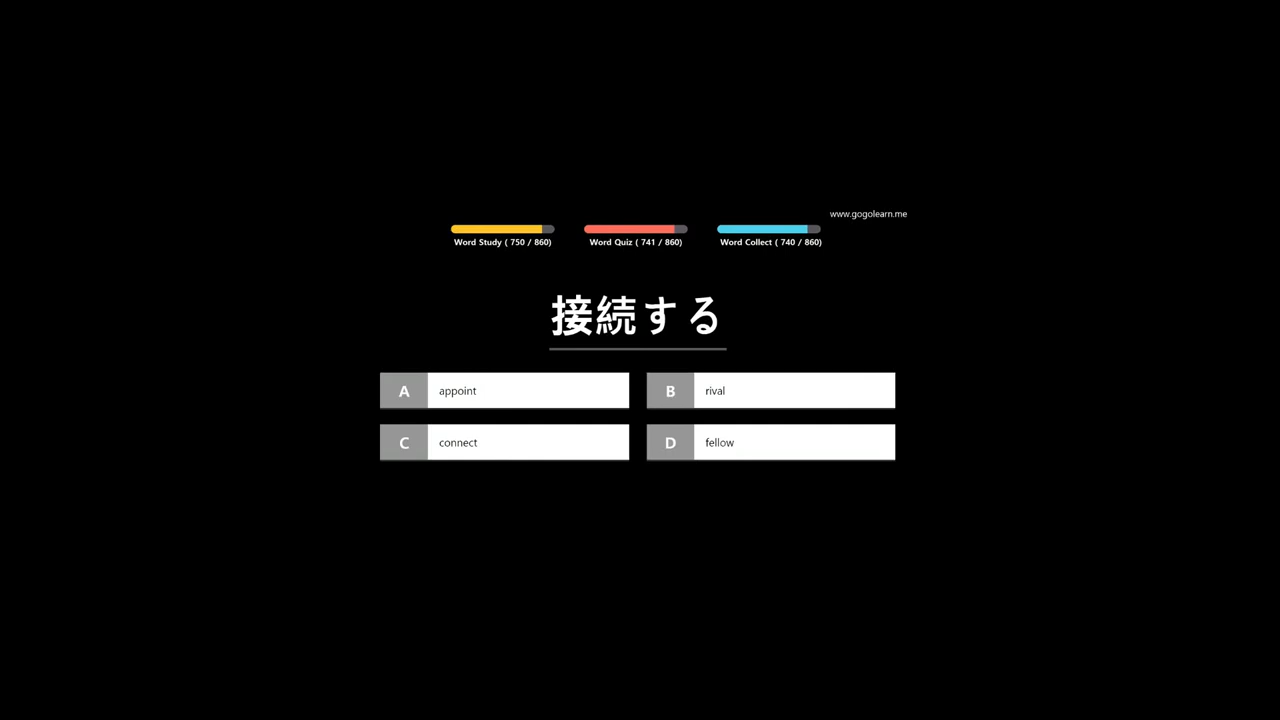 www.gogolearn.me
Word Study ( 750 / 860) Word Quiz ( 741 / 860) Word Collect ( 740 / 860)
接続する
A appoint
B rival
C connect
D fellow